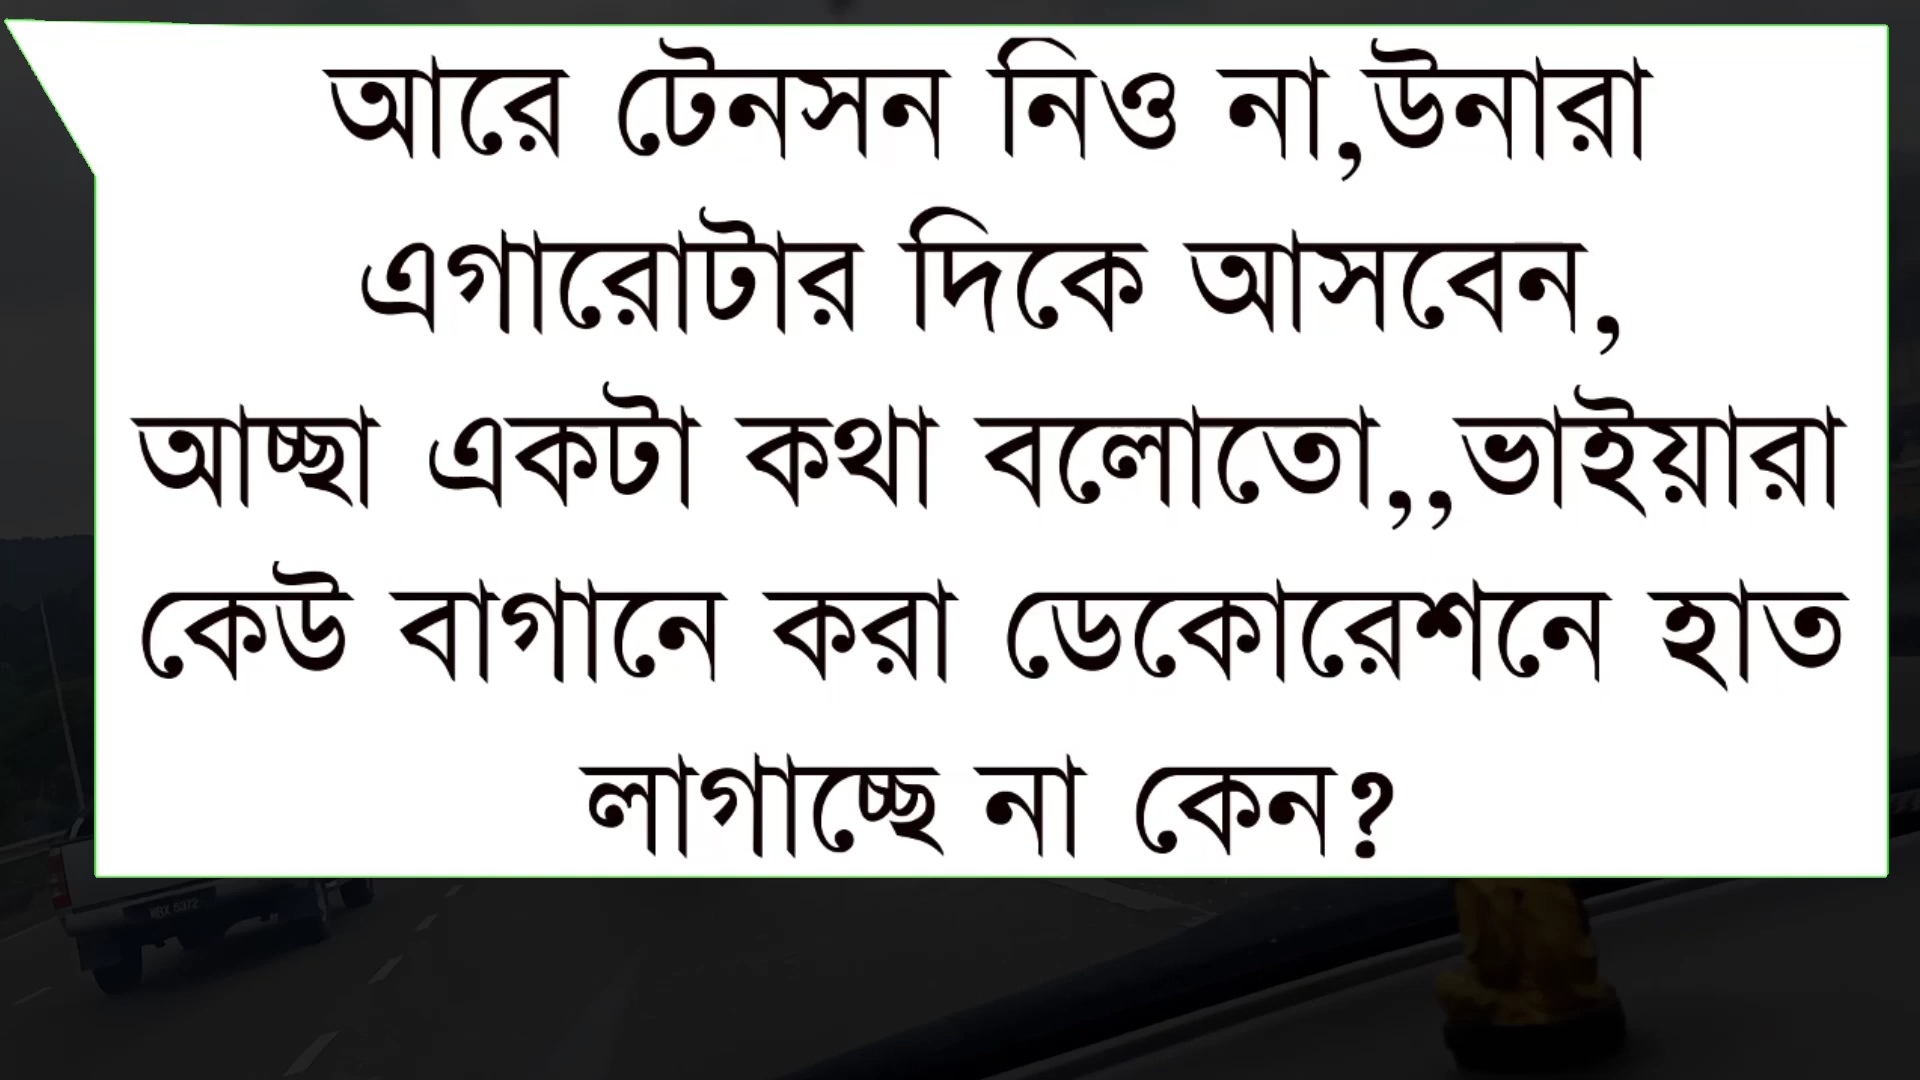 আরে টেনসন নিও না,উনারা
এগারোটার দিকে আসবেন,
আচ্ছা একটা কথা বলোতো,,ভাইয়ারা
কেউ বাগানে করা ডেকোরেশনে হাত
লাগাচ্ছে না কেন?